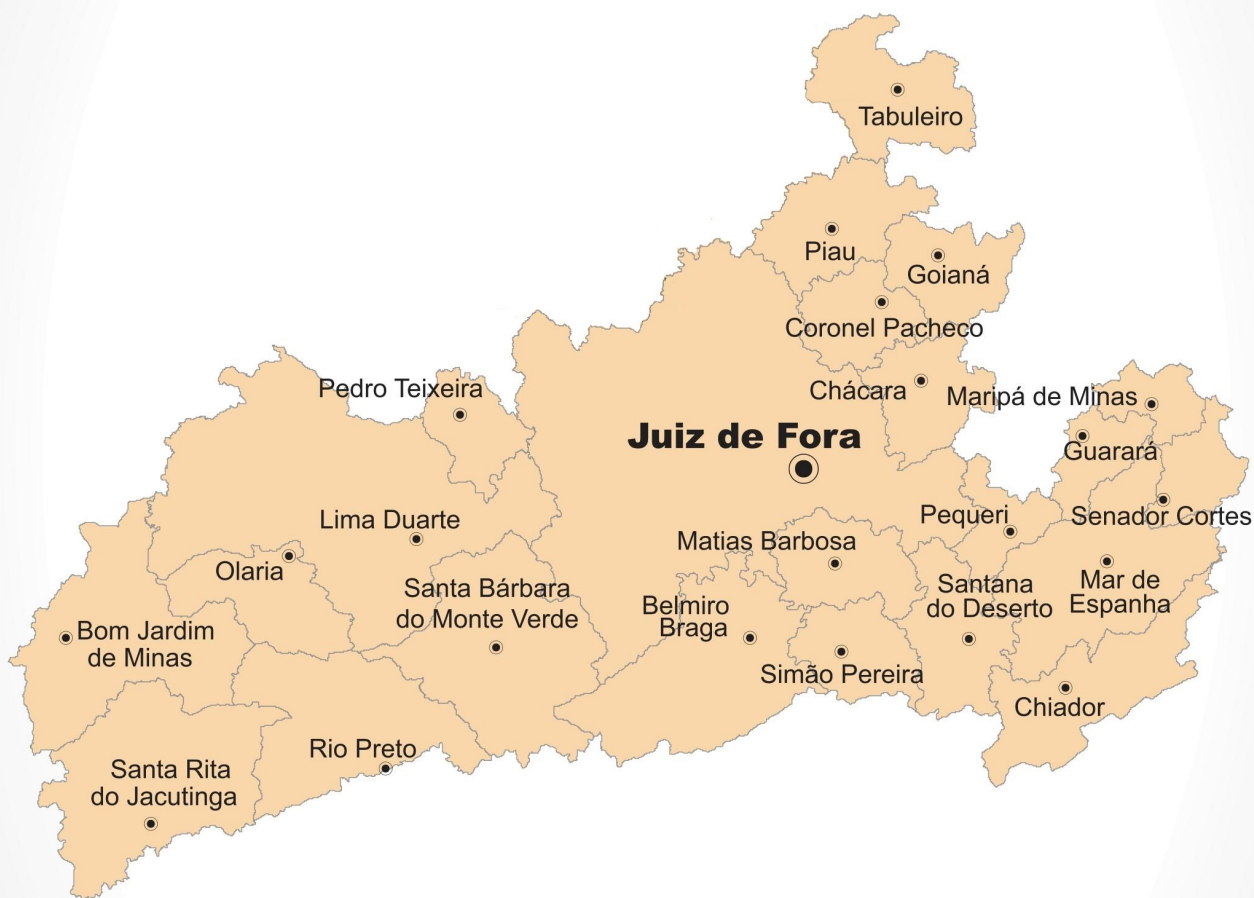 Tabuleiro
Piau
Goianá
Coronel Pacheco
Pedro Teixeira
Chácara
Maripá de Minas
Juiz de Fora
Guarará
Lima Duarte
Pequeri
Senador Cortes
Matias Barbosa
Olaria
Santa Bárbara
do Monte Verde
Belmiro
Braga
Santana
do Deserto
Mar de
Espanha
Bom Jardim
de Minas
Simão Pereira
Chiador
Rio Preto
Santa Rita
do Jacutinga